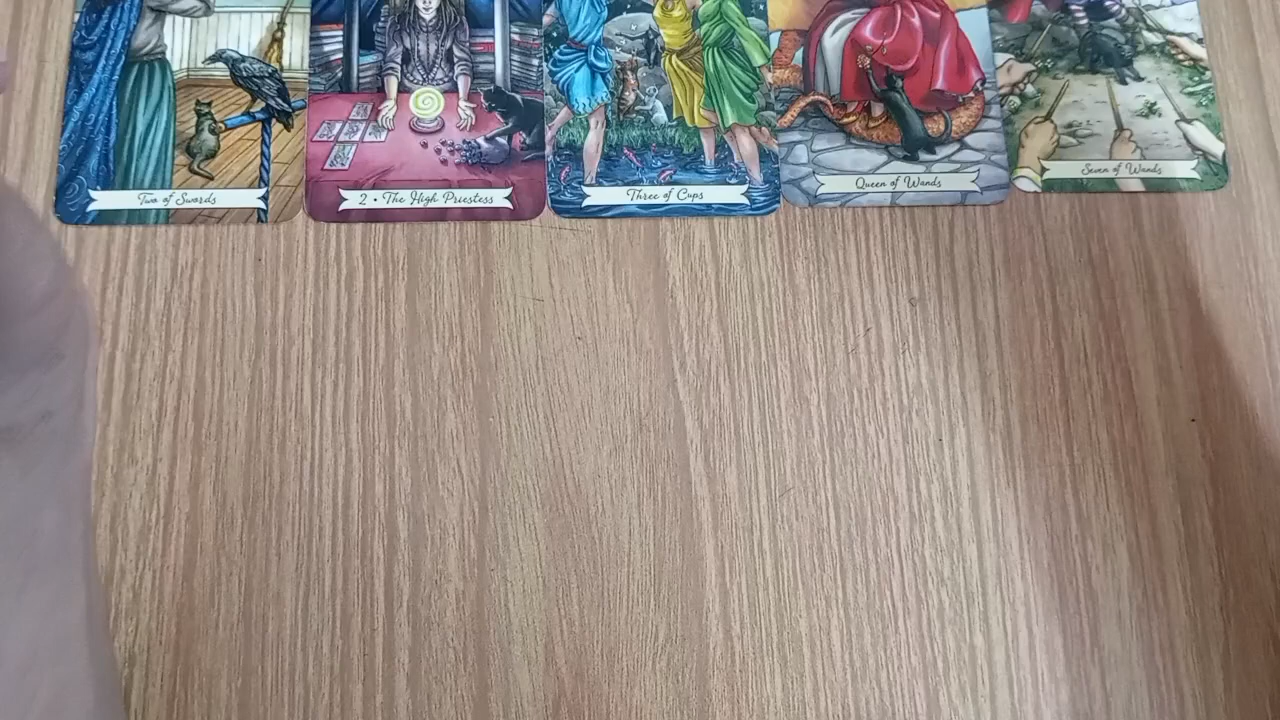 Two of Swords
2 • The High Priestess
Three of Cups
Queen of Wands
Seven of Wands